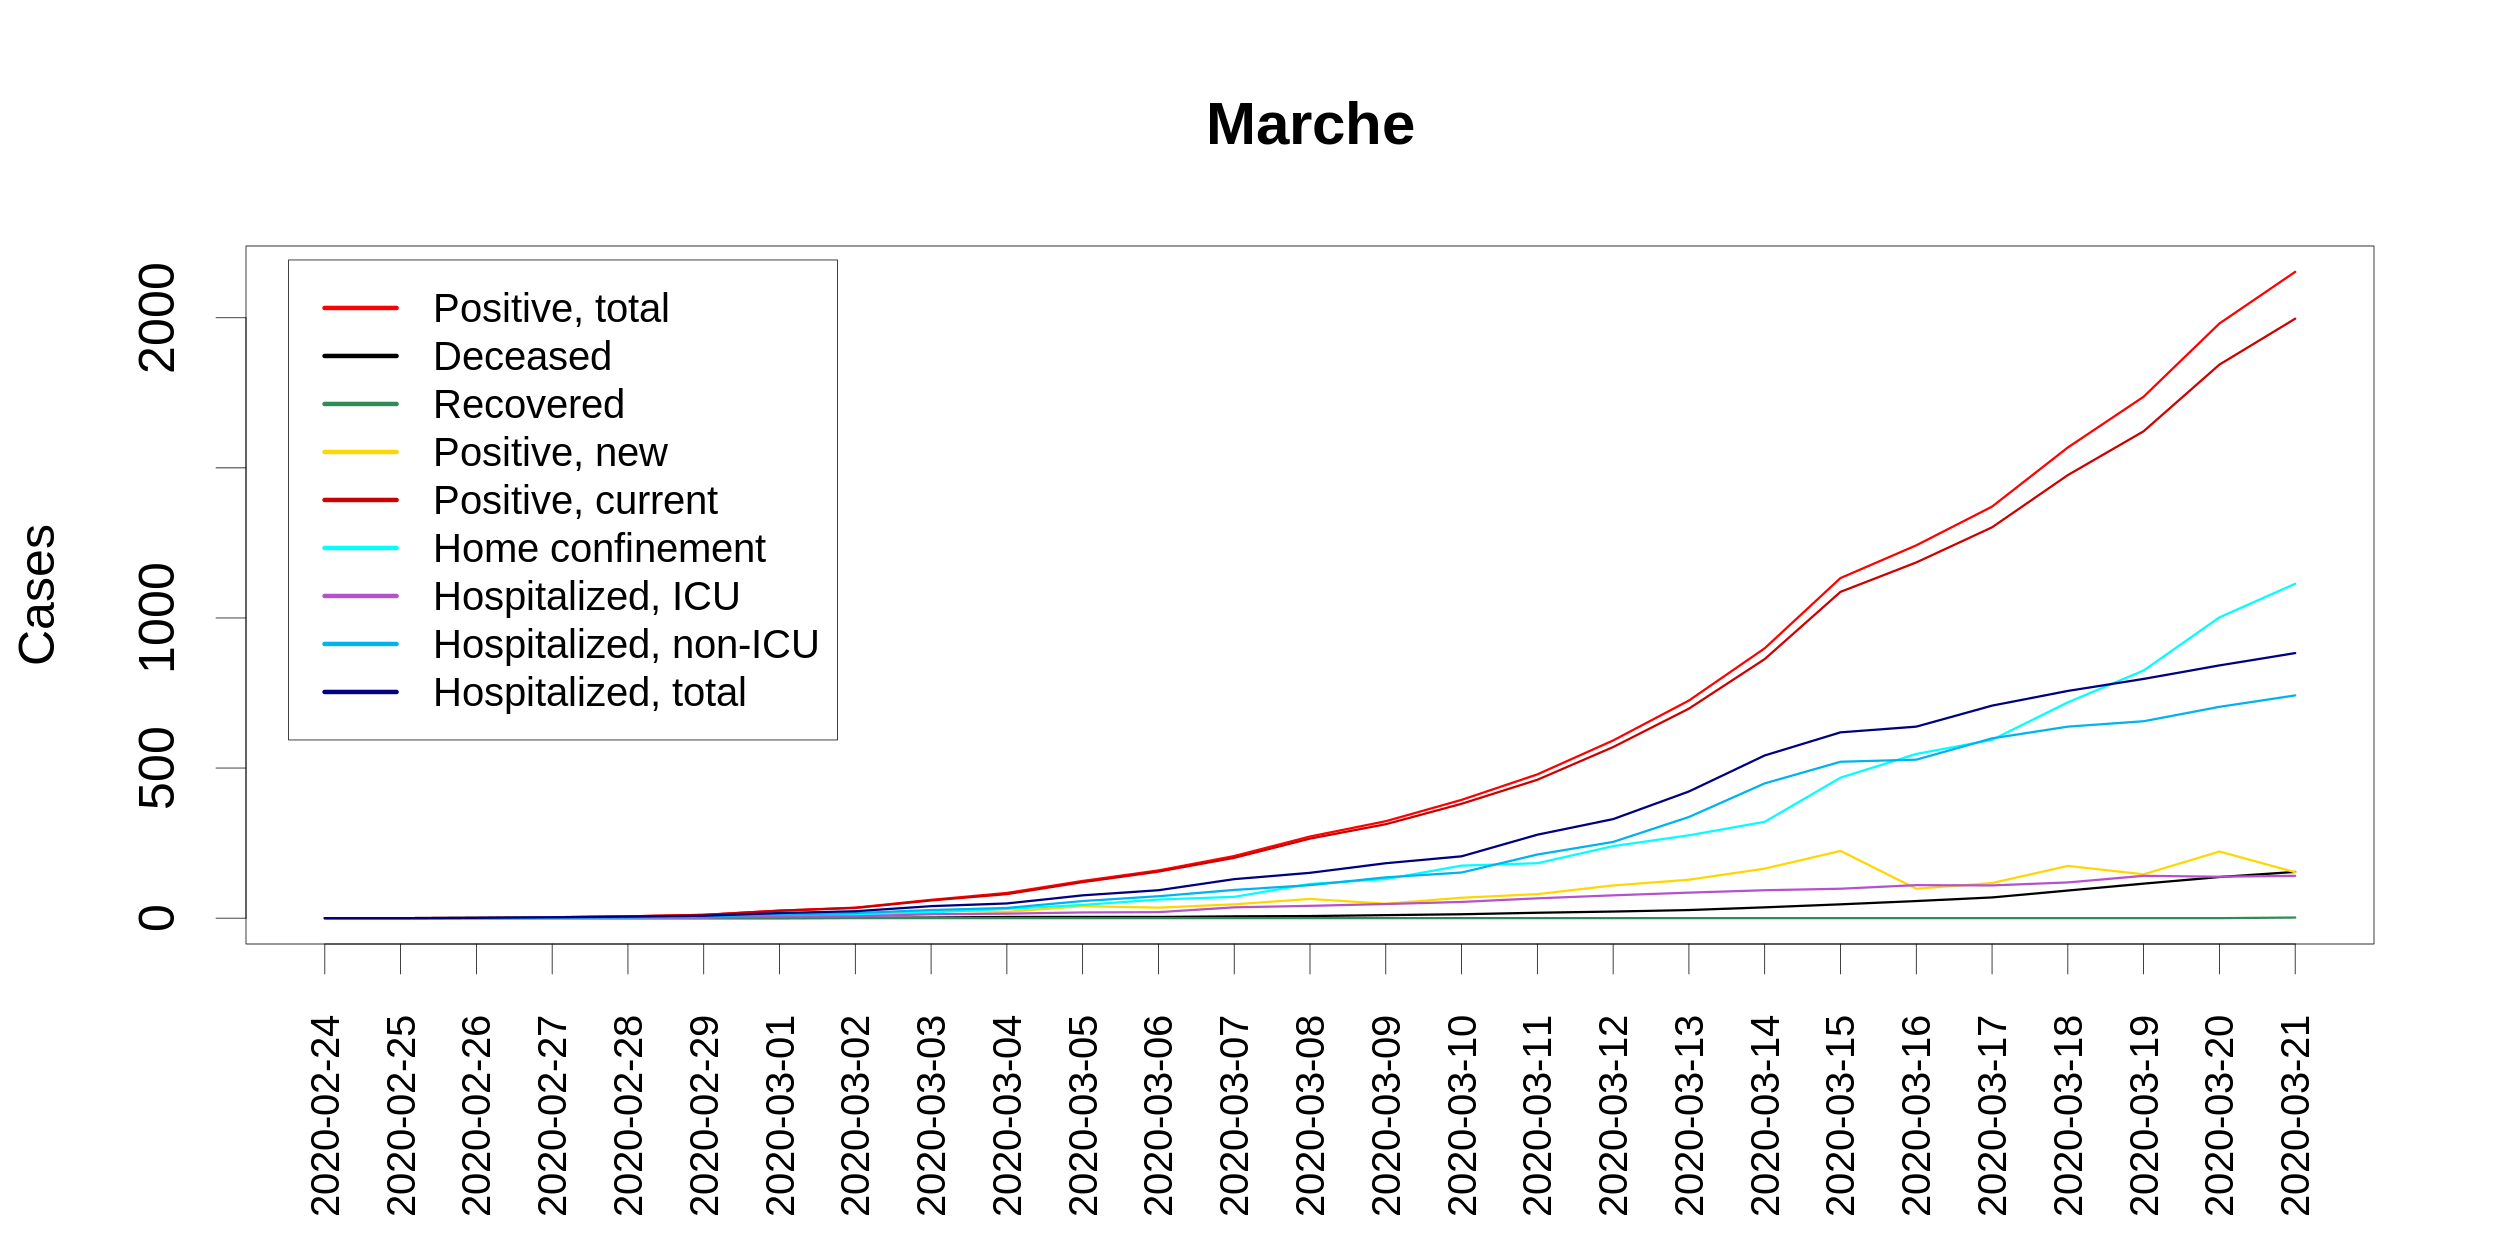 Marche
Cases
2000
1000
500
0
Positive, total
Deceased
Recovered
Positive, new
Positive, current
Home confinement
Hospitalized, ICU
Hospitalized, non-ICU
Hospitalized, total
2020-02-24
2020-02-25
2020-02-26
2020-02-27
2020-02-28
2020-02-29
2020-03-01
2020-03-02
2020-03-03
2020-03-04
2020-03-05
2020-03-06
2020-03-07
2020-03-08
2020-03-09
2020-03-10
2020-03-11
2020-03-12
2020-03-13
2020-03-14
2020-03-15
2020-03-16
2020-03-17
2020-03-18
2020-03-19
2020-03-20
2020-03-21